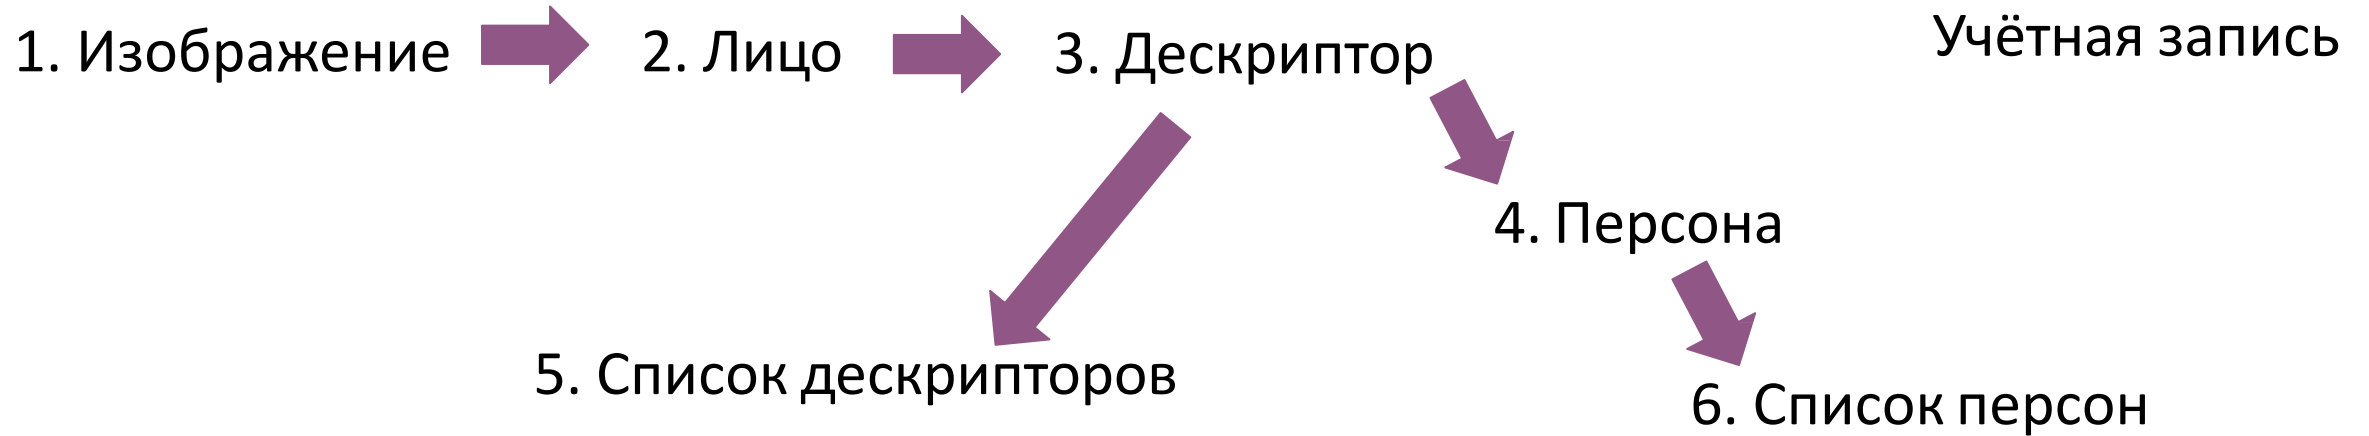 1. Изображение
2. Лицо
3. Дескриптор
Учётная запись
4. Персона
5. Список дескрипторов
6. Список персон